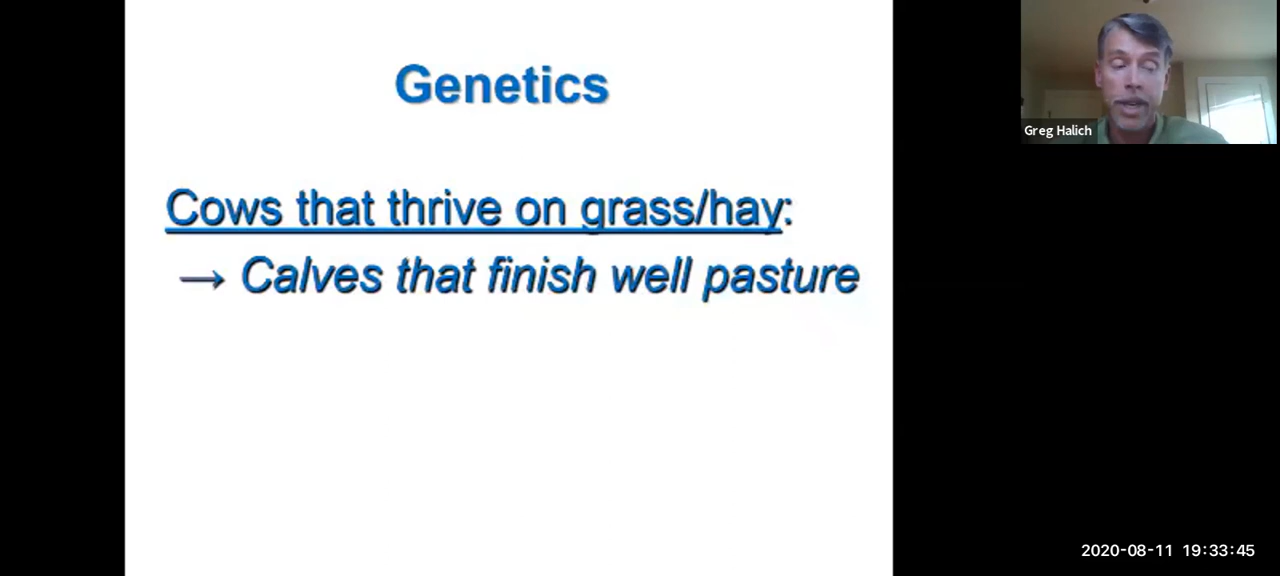 Genetics
Cows that thrive on grass/hay:
→ Calves that finish well pasture
Greg Halich
2020-08-11 19:33:45